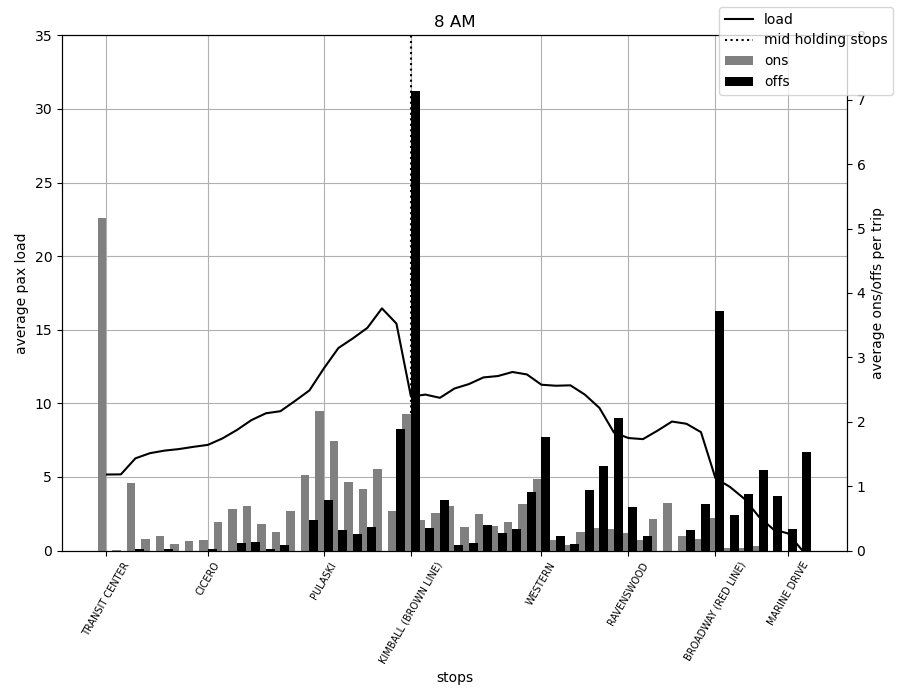 8 AM
load
mid holding stops
ons
offs
35
30
25
20
15
10
5
0
average pax load
8
7
6
5
4
3
2
1
0
average ons/offs per trip
TRANSIT CENTER
CICERO
PULASKI
KIMBALL (BROWN LINE)
WESTERN
RAVENSWOOD
BROADWAY (RED LINE)
MARINE DRIVE
stops